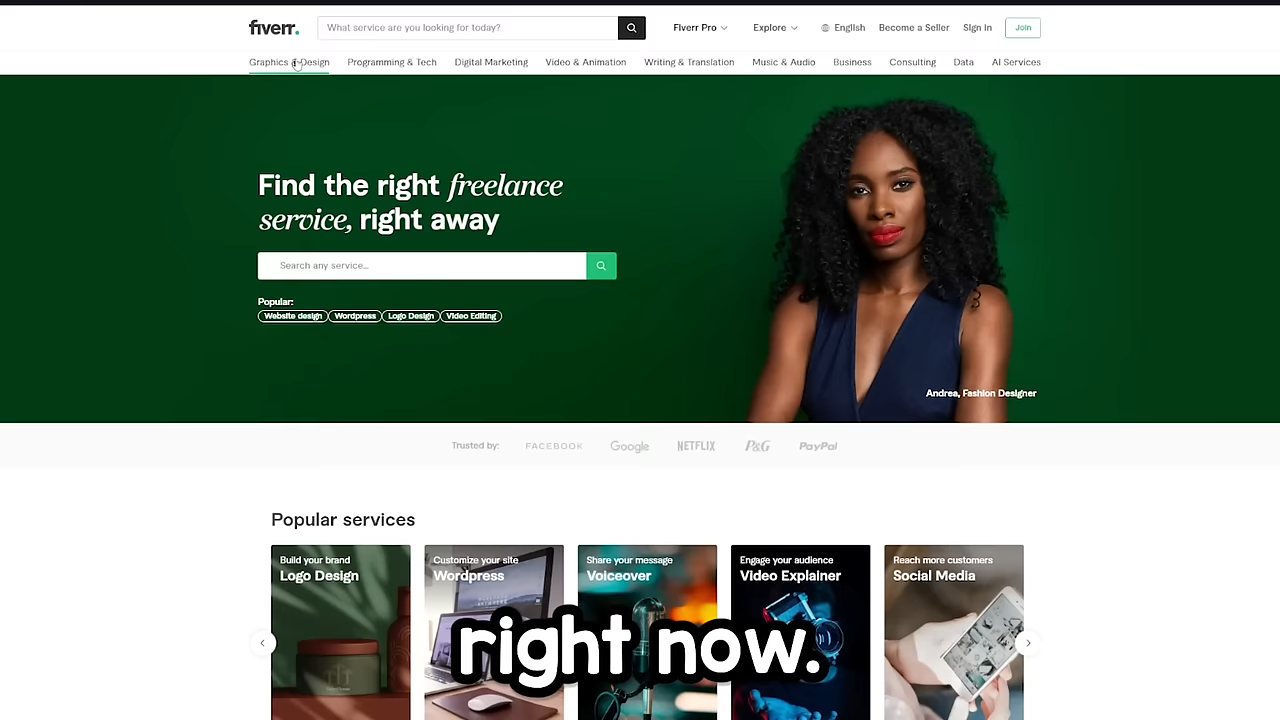 fiverr.
What service are you looking for today?
Fiverr Pro
Explore
English
Become a Seller
Sign in
Join
Graphics & Design
Programming & Tech
Digital Marketing
Video & Animation
Writing & Translation
Music & Audio
Business
Consulting
Data
AI Services
Find the right freelance
service, right away
Search any service...
Popular:
Website design
Wordpress
Logo Design
Video Editing
Andrea, Fashion Designer
Trusted by:
FACEBOOK
Google
NETFLIX
P&G
PayPal
Popular services
Build your brand
Logo Design
Customize your site
Wordpress
Share your message
Voiceover
Engage your audience
Video Explainer
Reach more customers
Social Media
right now.